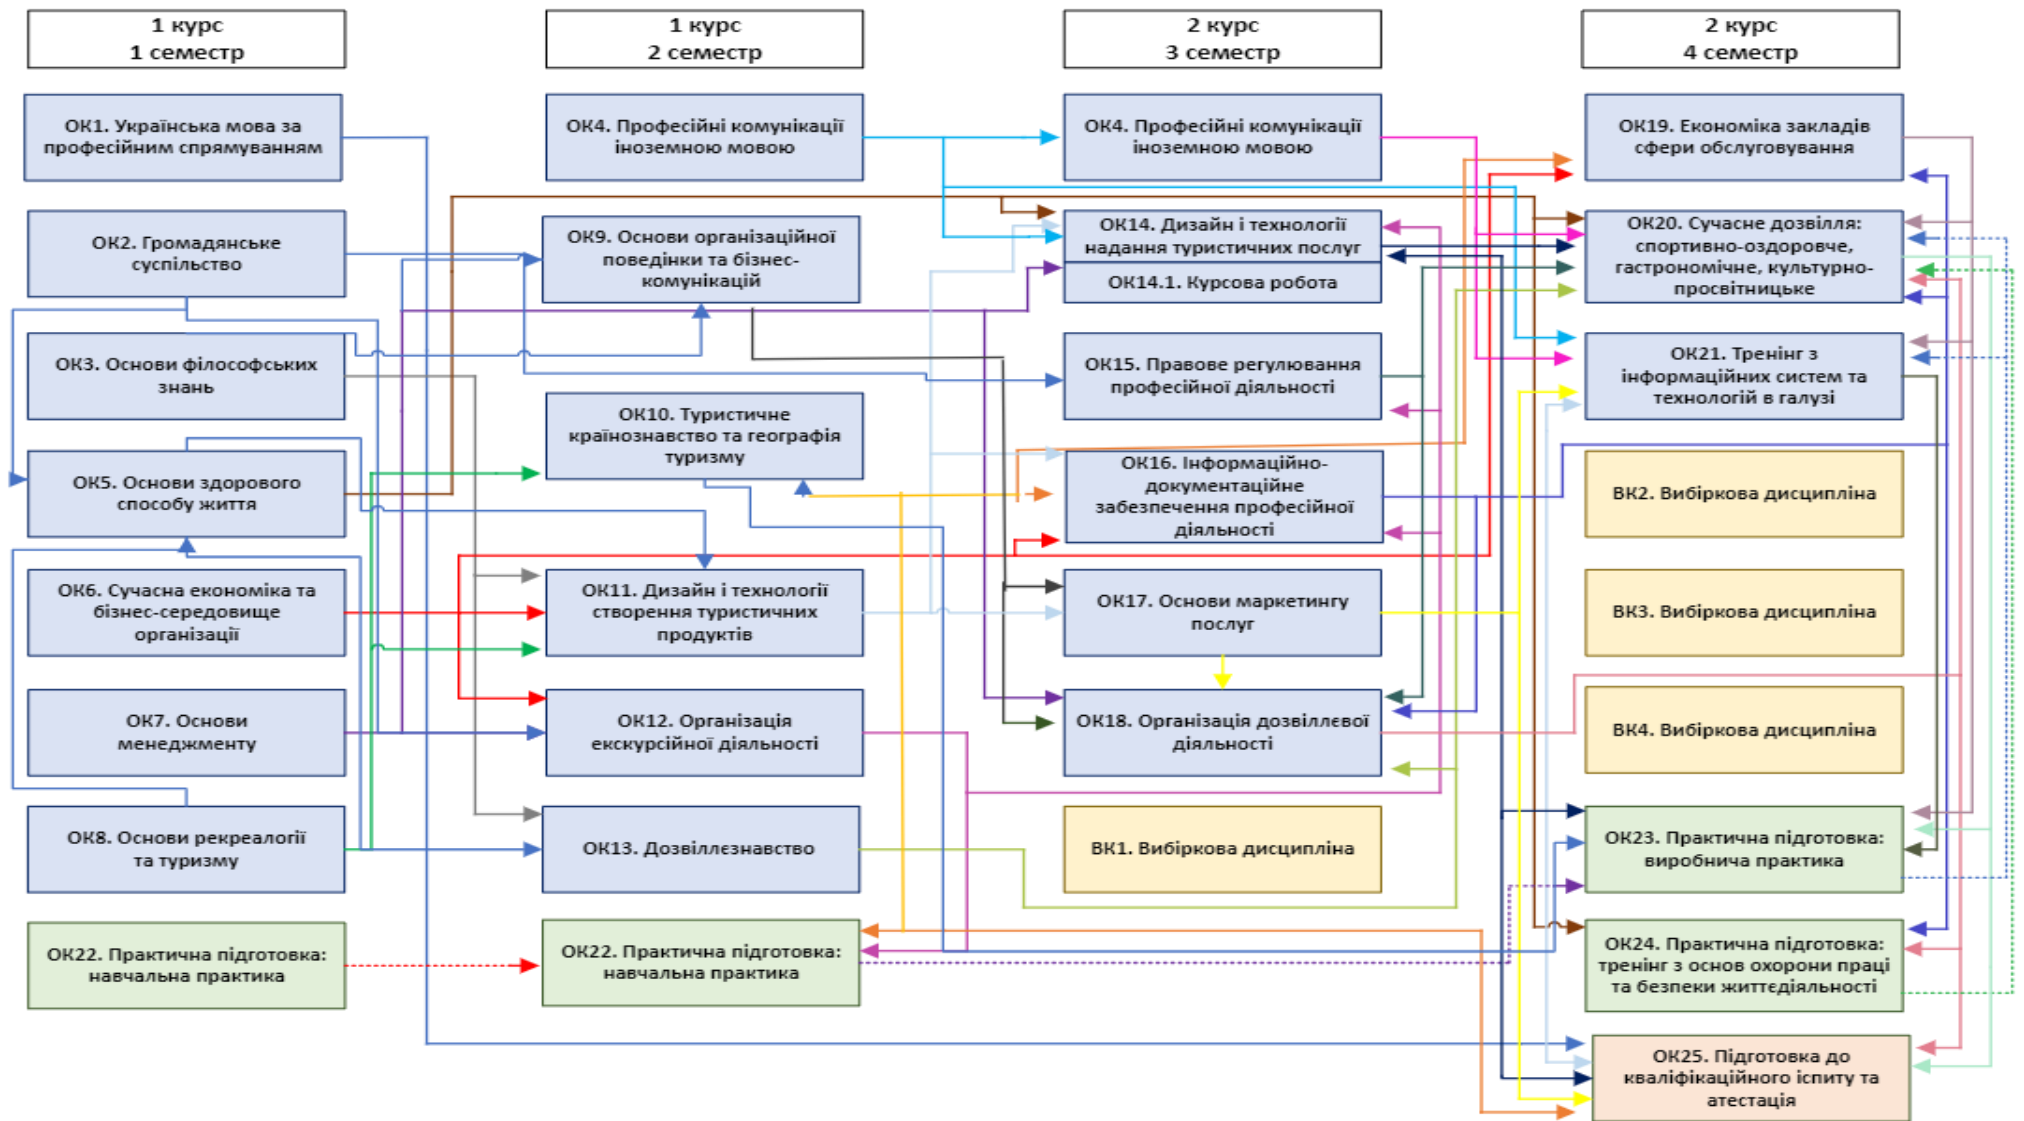 1 курс
1 семестр
ОК1. Українська мова за
професійним спрямуванням
ОК2. Громадянське
суспільство
ОК3. Основи філософських
знань
ОК5. Основи здорового
способу життя
ОК6. Сучасна економіка та
бізнес-середовище
організації
ОК7. Основи
менеджменту
ОК8. Основи рекреалогії
та туризму
ОК22. Практична підготовка:
навчальна практика
1 курс
2 семестр
ОК4. Професійні комунікації
іноземною мовою
ОК9. Основи організаційної
поведінки та бізнес-
комунікацій
ОК10. Туристичне
країнознавство та географія
туризму
ОК11. Дизайн і технології
створення туристичних
продуктів
ОК12. Організація
екскурсійної діяльності
ОК13. Дозвіллєзнавство
ОК22. Практична підготовка:
навчальна практика
2 курс
3 семестр
ОК4. Професійні комунікації
іноземною мовою
ОК14. Дизайн і технології
надання туристичних послуг
ОК14.1. Курсова робота
ОК15. Правове регулювання
професійної діяльності
ОК16. Інформаційно-
документаційне
забезпечення професійної
діяльності
ОК17. Основи маркетингу
послуг
ОК18. Організація дозвіллєвої
діяльності
ВК1. Вибіркова дисципліна
2 курс
4 семестр
ОК19. Економіка закладів
сфери обслуговування
ОК20. Сучасне дозвілля:
спортивно-оздоровче,
гастрономічне, культурно-
просвітницьке
ОК21. Тренінг з
інформаційних систем та
технологій в галузі
ВК2. Вибіркова дисципліна
ВК3. Вибіркова дисципліна
ВК4. Вибіркова дисципліна
ОК23. Практична підготовка:
виробнича практика
ОК24. Практична підготовка:
тренінг з основ охорони праці
та безпеки життєдіяльності
ОК25. Підготовка до
кваліфікаційного іспиту та
атестація